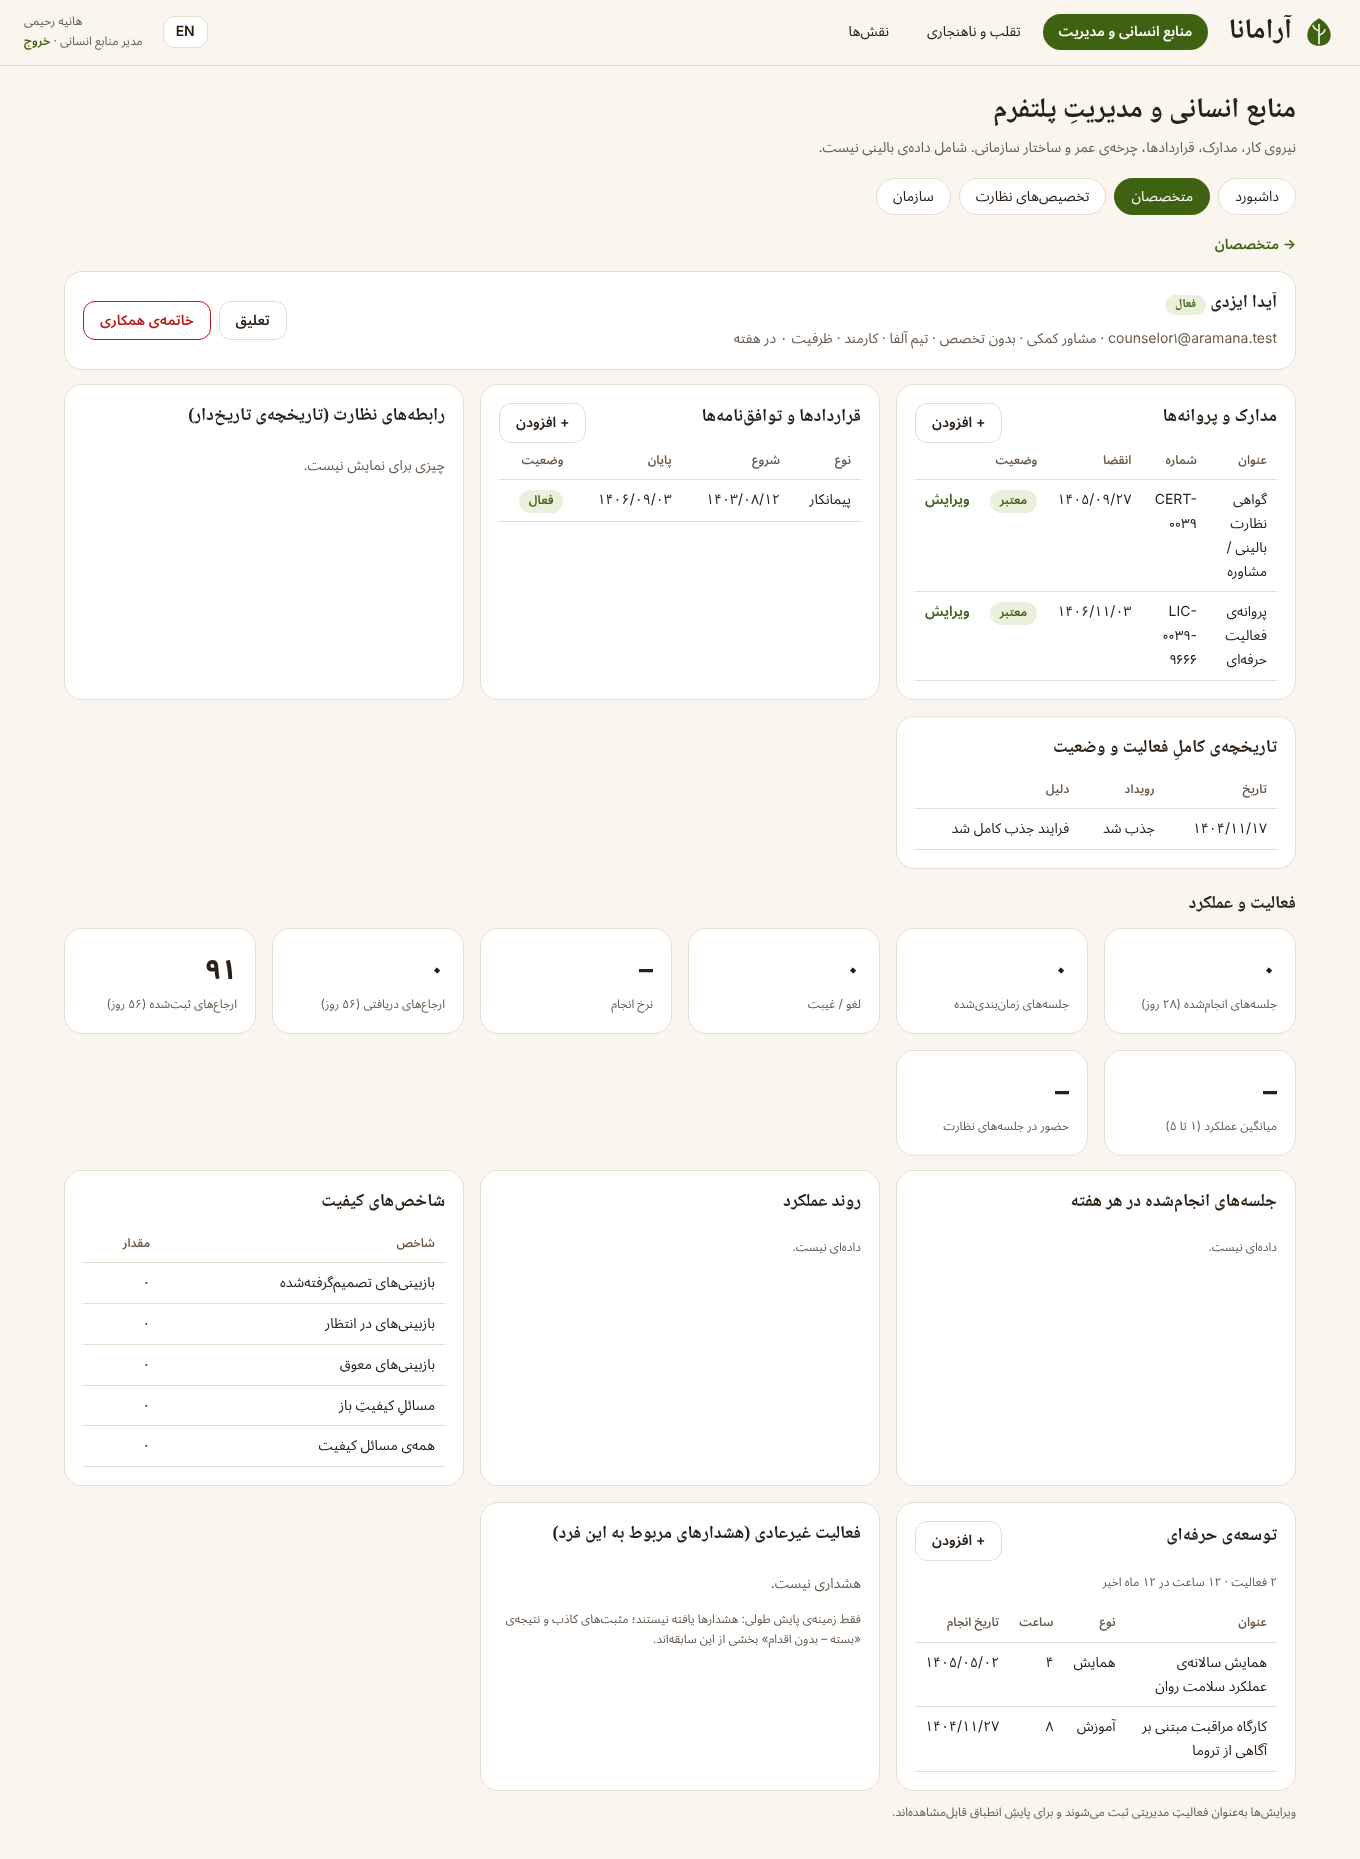 آرامانا
منابع انسانی و مدیریت
تقلب و ناهنجاری
نقش‌ها
EN
هانیه رحیمی
مدیر منابع انسانی · خروج
منابع انسانی و مدیریتِ پلتفرم
نیروی کار، مدارک، قراردادها، چرخه‌ی عمر و ساختار سازمانی. شامل داده‌ی بالینی نیست.
داشبورد
متخصصان
تخصیص‌های نظارت
سازمان
→ متخصصان
آیدا ایزدی فعال
counselor۱@aramana.test · مشاور کمکی · بدون تخصص · تیم آلفا · کارمند · ظرفیت ۰ در هفته
تعلیق
خاتمه‌ی همکاری
مدارک و پروانه‌ها
+ افزودن
عنوان شماره انقضا وضعیت
گواهی نظارت بالینی / مشاوره CERT-۰۰۳۹ ۱۴۰۵/۰۹/۲۷ معتبر ویرایش
پروانه‌ی فعالیت حرفه‌ای LIC-۰۰۳۹-۹۶۶۶ ۱۴۰۶/۱۱/۰۳ معتبر ویرایش
قراردادها و توافق‌نامه‌ها
+ افزودن
نوع شروع پایان وضعیت
پیمانکار ۱۴۰۳/۰۸/۱۲ ۱۴۰۶/۰۹/۰۳ فعال
رابطه‌های نظارت (تاریخچه‌ی تاریخ‌دار)
چیزی برای نمایش نیست.
تاریخچه‌ی کاملِ فعالیت و وضعیت
تاریخ رویداد دلیل
۱۴۰۴/۱۱/۱۷ جذب شد فرایند جذب کامل شد
فعالیت و عملکرد
۰
جلسه‌های انجام‌شده (۲۸ روز)
۰
جلسه‌های زمان‌بندی‌شده
۰
لغو / غیبت
—
نرخ انجام
۰
ارجاع‌های دریافتی (۵۶ روز)
۹۱
ارجاع‌های ثبت‌شده (۵۶ روز)
—
میانگین عملکرد (۱ تا ۵)
—
حضور در جلسه‌های نظارت
جلسه‌های انجام‌شده در هر هفته
داده‌ای نیست.
روند عملکرد
داده‌ای نیست.
شاخص‌های کیفیت
شاخص مقدار
بازبینی‌های تصمیم‌گرفته‌شده ۰
بازبینی‌های در انتظار ۰
بازبینی‌های معوق ۰
مسائلِ کیفیتِ باز ۰
همه‌ی مسائل کیفیت ۰
توسعه‌ی حرفه‌ای
+ افزودن
۲ فعالیت · ۱۲ ساعت در ۱۲ ماه اخیر
عنوان نوع ساعت تاریخ انجام
همایش سالانه‌ی عملکرد سلامت روان همایش ۴ ۱۴۰۵/۰۵/۰۲
کارگاه مراقبت مبتنی بر آگاهی از تروما آموزش ۸ ۱۴۰۴/۱۱/۲۷
فعالیت غیرعادی (هشدارهای مربوط به این فرد)
هشداری نیست.
فقط زمینه‌ی پایش طولی: هشدارها یافته نیستند؛ مثبت‌های کاذب و نتیجه‌ی
«بسته – بدون اقدام» بخشی از این سابقه‌اند.
ویرایش‌ها به‌عنوان فعالیتِ مدیریتی ثبت می‌شوند و برای پایش انطباق قابل‌مشاهده‌اند.